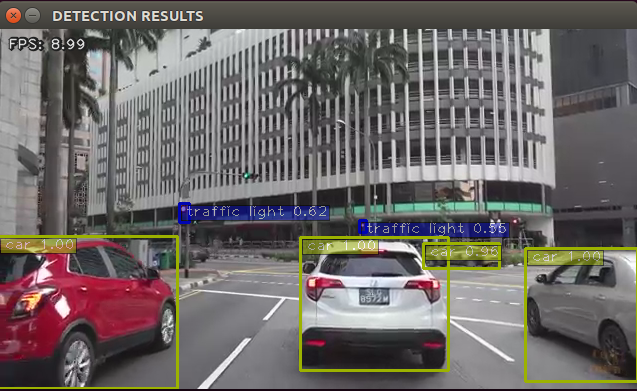 DETECTION RESULTS
FPS: 8.99
traffic light 0.62
traffic light 0.55
car 1.00
car 1.00
car 0.95
car 1.00